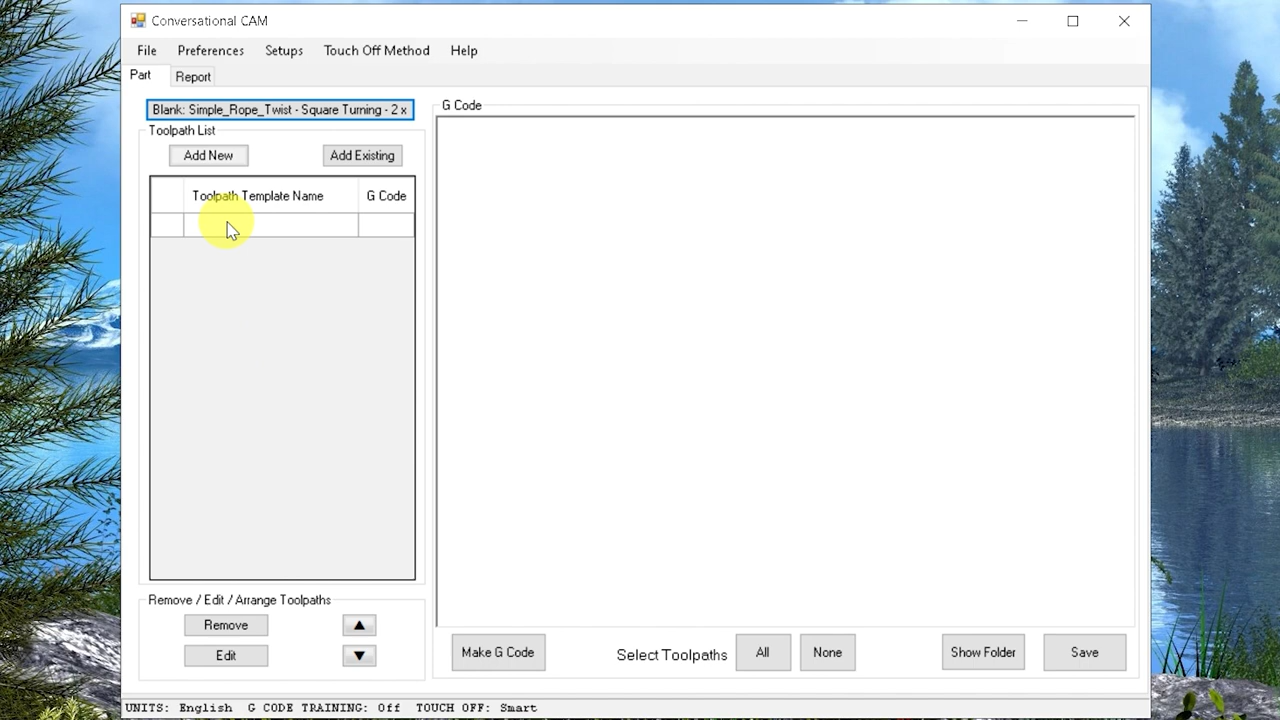 Conversational CAM
File Preferences Setups Touch Off Method Help
Part Report
Blank: Simple_Rope_Twist - Square Turning - 2 x
G Code
Toolpath List
Add New Add Existing
Toolpath Template Name G Code
Remove / Edit / Arrange Toolpaths
Remove
Edit
Make G Code Select Toolpaths All None Show Folder Save
UNITS: English G CODE TRAINING: Off TOUCH OFF: Smart